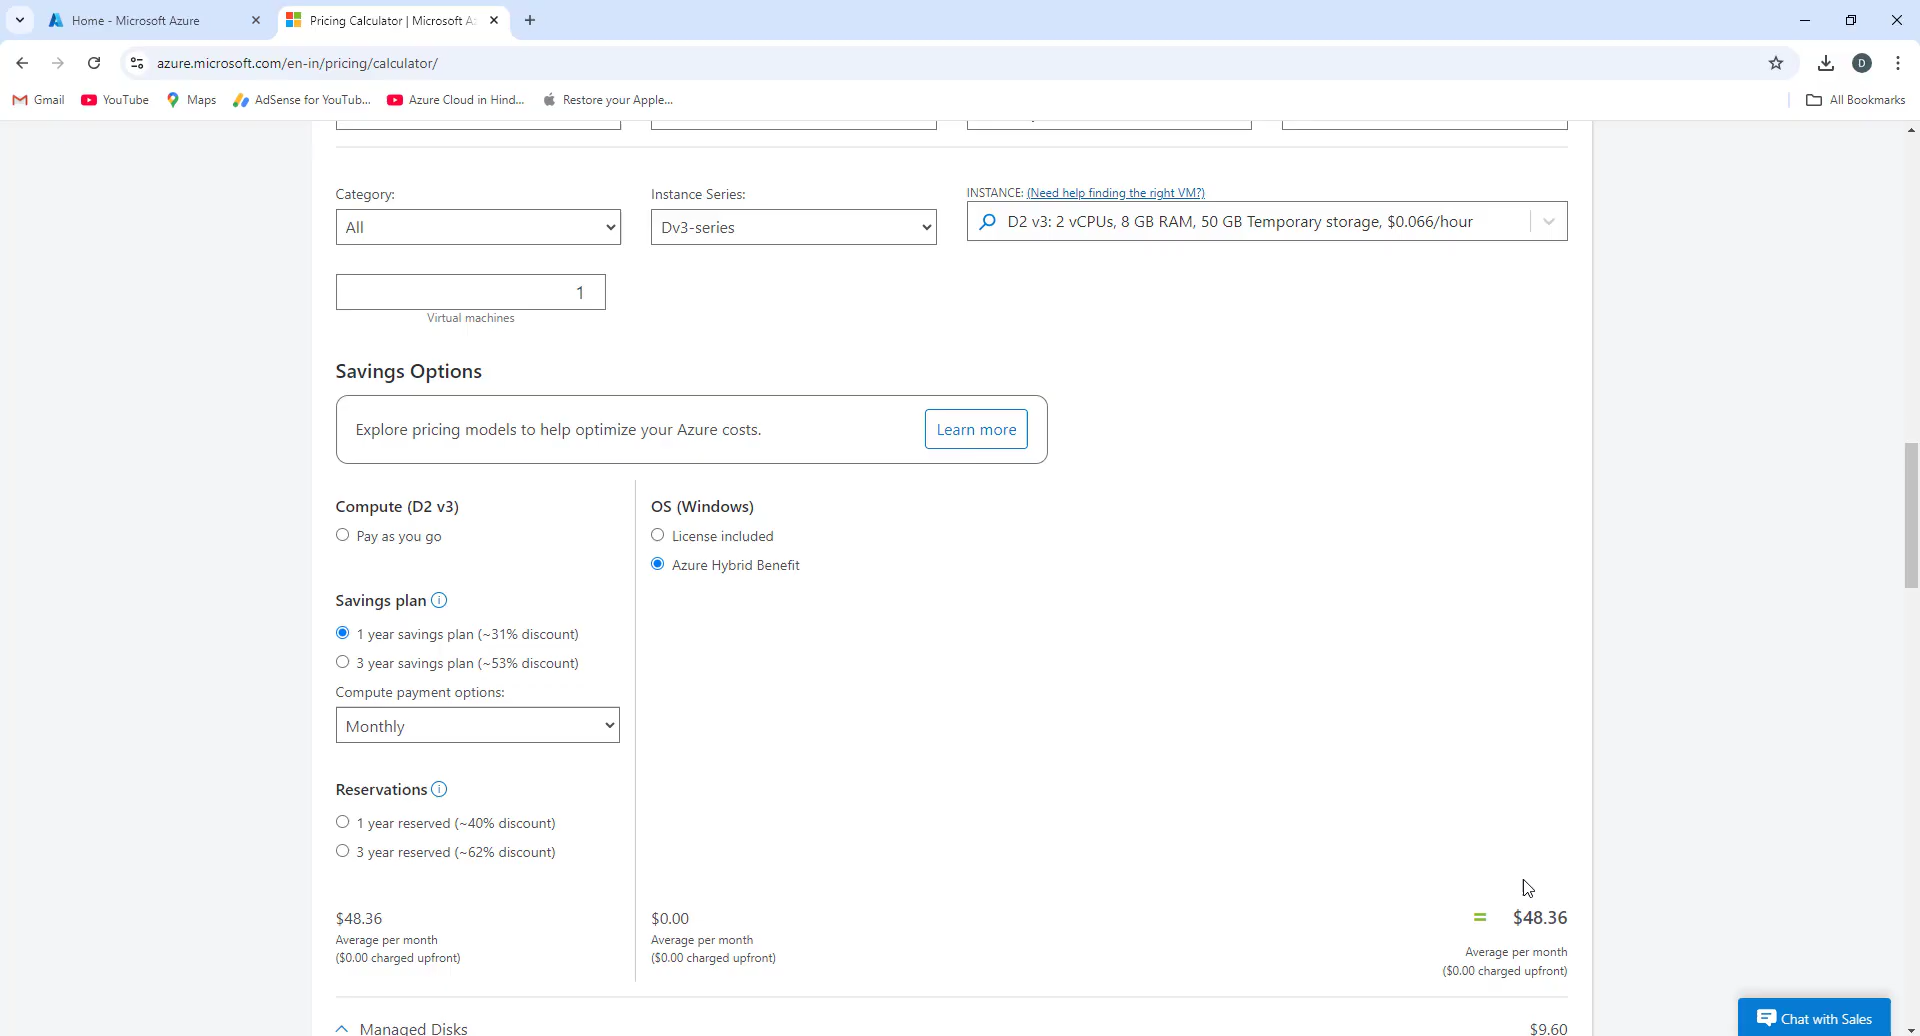 Home - Microsoft Azure
Pricing Calculator | Microsoft A
azure.microsoft.com/en-in/pricing/calculator/
D
Gmail
YouTube
Maps
AdSense for YouTub...
Azure Cloud in Hind...
Restore your Apple...
All Bookmarks
Category:
Instance Series:
INSTANCE: (Need help finding the right VM?)
All
Dv3-series
D2 v3: 2 vCPUs, 8 GB RAM, 50 GB Temporary storage, $0.066/hour
1
Virtual machines
Savings Options
Explore pricing models to help optimize your Azure costs.
Learn more
Compute (D2 v3)
OS (Windows)
Pay as you go
License included
Azure Hybrid Benefit
Savings plan
1 year savings plan (~31% discount)
3 year savings plan (~53% discount)
Compute payment options:
Monthly
Reservations
1 year reserved (~40% discount)
3 year reserved (~62% discount)
$48.36
Average per month
($0.00 charged upfront)
$0.00
Average per month
($0.00 charged upfront)
= $48.36
Average per month
($0.00 charged upfront)
Managed Disks
$9.60
Chat with Sales